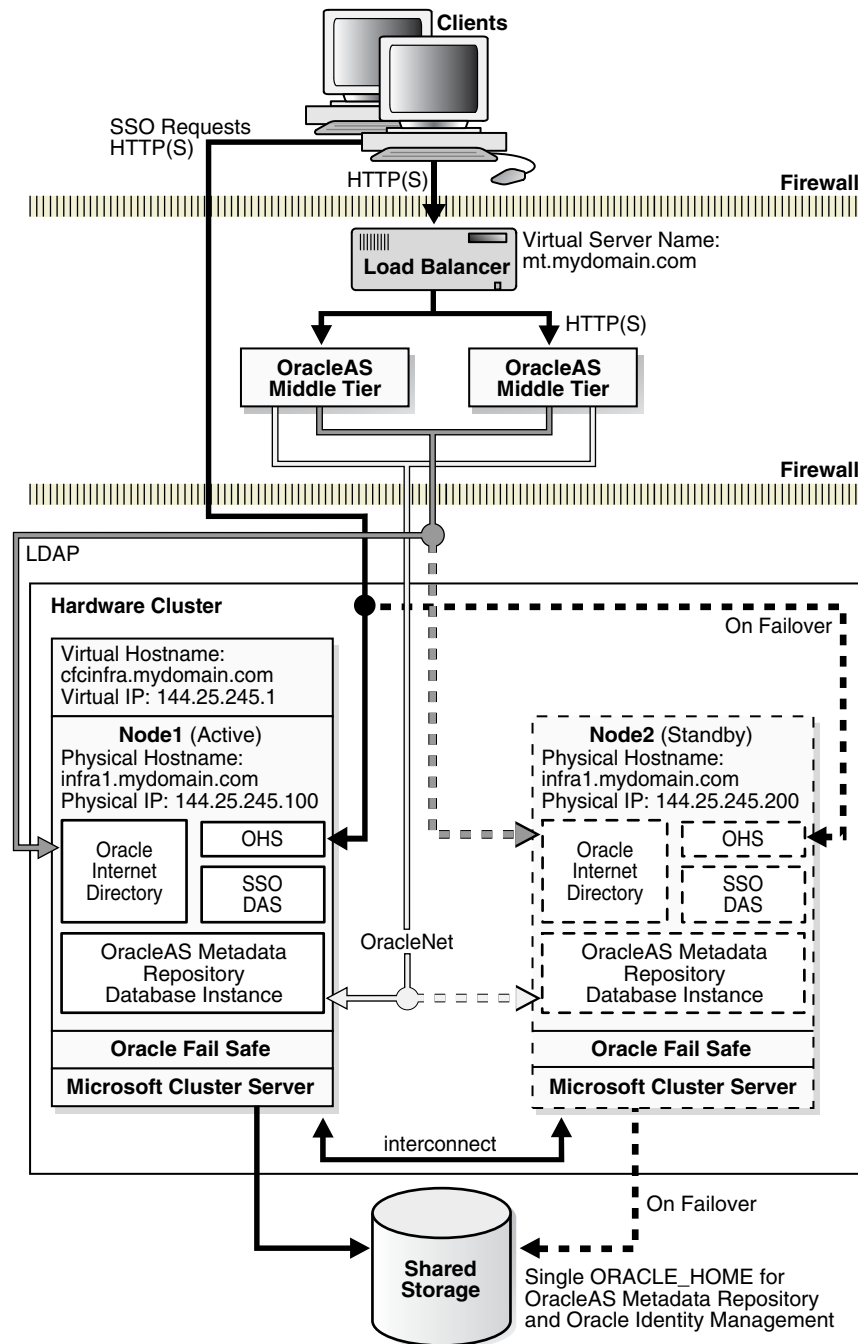 Clients
SSO Requests
HTTP(S)
HTTP(S)
Firewall
Virtual Server Name:
mt.mydomain.com
Load Balancer
HTTP(S)
OracleAS
Middle Tier
OracleAS
Middle Tier
Firewall
LDAP
Hardware Cluster
On Failover
Virtual Hostname:
cfcinfra.mydomain.com
Virtual IP: 144.25.245.1
Node1 (Active)
Physical Hostname:
infra1.mydomain.com
Physical IP: 144.25.245.100
Oracle
Internet
Directory
OHS
SSO
DAS
OracleAS Metadata
Repository
Database Instance
Oracle Fail Safe
Microsoft Cluster Server
OracleNet
Node2 (Standby)
Physical Hostname:
infra1.mydomain.com
Physical IP: 144.25.245.200
Oracle
Internet
Directory
OHS
SSO
DAS
OracleAS Metadata
Repository
Database Instance
Oracle Fail Safe
Microsoft Cluster Server
interconnect
On Failover
Shared
Storage
Single ORACLE_HOME for
OracleAS Metadata Repository
and Oracle Identity Management